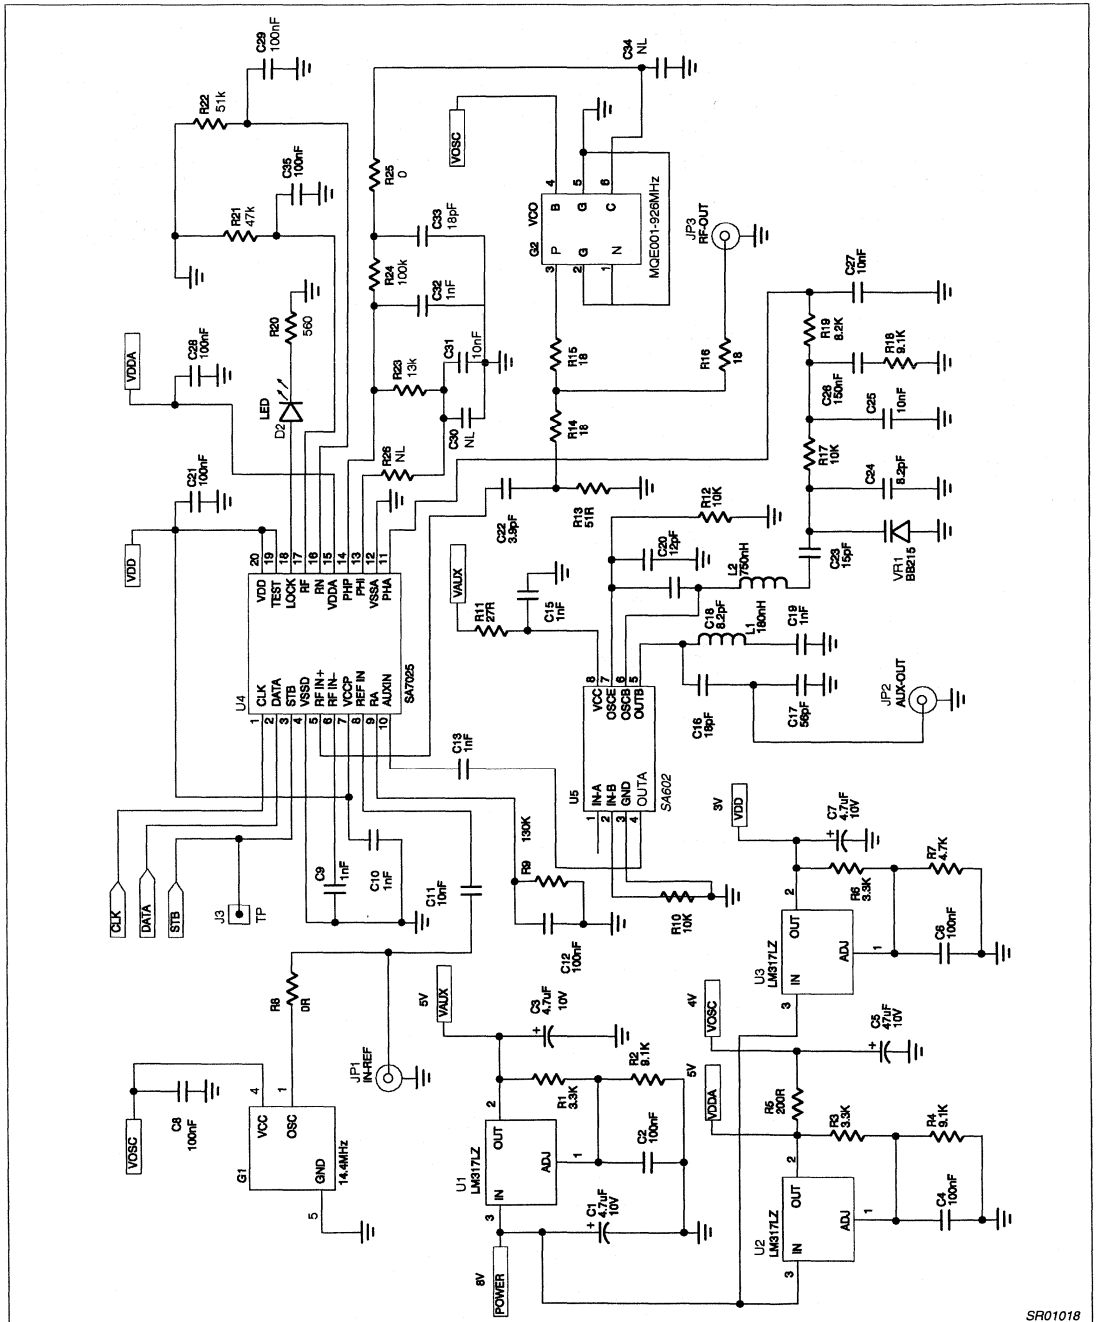 C29
100nF
R22
51k
C35
100nF
R21
47k
R20
560
LED
D2
VDDA
C28
100nF
VDD
C21
100nF
C34
NL
VOSC
R25
0
C33
18pF
R24
100k
C32
1nF
C31
10nF
R23
13k
C30
NL
R26
NL
VCO
G2
4
5
6
B
G
C
P
G
N
3
2
1
MQE001-926MHz
JP3
RF-OUT
R15
18
R16
18
R14
18
C22
3.9pF
R13
51R
C27
10nF
R19
8.2K
R18
9.1K
C26
150nF
C25
10nF
R17
10K
C24
8.2pF
VR1
BB215
C23
15pF
R12
10K
C20
12pF
L2
750nH
C18
8.2pF
L1
180nH
C19
1nF
C16
18pF
C17
56pF
JP2
AUX-OUT
VAUX
R11
27R
C15
1nF
20
19
18
17
16
15
14
13
12
11
VDD
TEST
LOCK
RF
RN
VDDA
PHP
PHI
VSSA
PHA
U4
SA7025
CLK
DATA
STB
VSSD
RF IN+
RF IN-
VCCP
REF IN
RA
AUXIN
1
2
3
4
5
6
7
8
9
10
C13
1nF
8
7
6
5
VCC
OSCE
OSCB
OUTB
U5
SA602
IN-A
IN-B
GND
OUTA
1
2
3
4
CLK
DATA
STB
J3
TP
C9
1nF
C10
1nF
C11
10nF
130K
R9
C12
100nF
R10
10K
R8
0R
JP1
IN-REF
VOSC
C8
100nF
4
1
VCC
OSC
G1
GND
14.4MHz
5
5V
VAUX
C3
4.7uF
10V
+
R2
9.1K
R1
3.3K
C2
100nF
2
OUT
U1
LM317LZ
IN
ADJ
1
3
C1
4.7uF
10V
+
8V
POWER
3V
VDD
C7
4.7uF
10V
+
R7
4.7K
R6
3.3K
C6
100nF
2
OUT
U3
LM317LZ
IN
ADJ
1
3
4V
VOSC
C5
47uF
10V
+
5V
VDDA
R5
200R
R3
3.3K
R4
9.1K
C4
100nF
2
OUT
U2
LM317LZ
IN
ADJ
1
3
SR01018